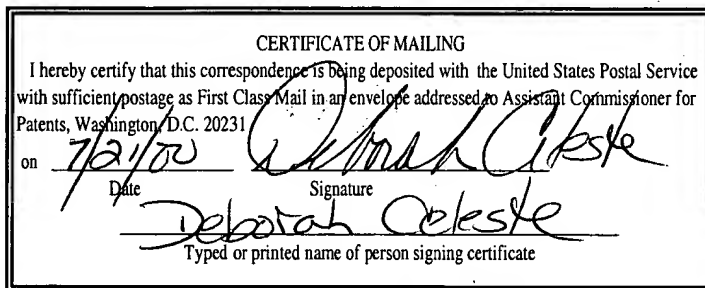 CERTIFICATE OF MAILING
I hereby certify that this correspondence is being deposited with the United States Postal Service
with sufficient postage as First Class Mail in an envelope addressed to Assistant Commissioner for
Patents, Washington, D.C. 20231
on 7/21/00 Deborah Celeste
Date Signature
Deborah Celeste
Typed or printed name of person signing certificate